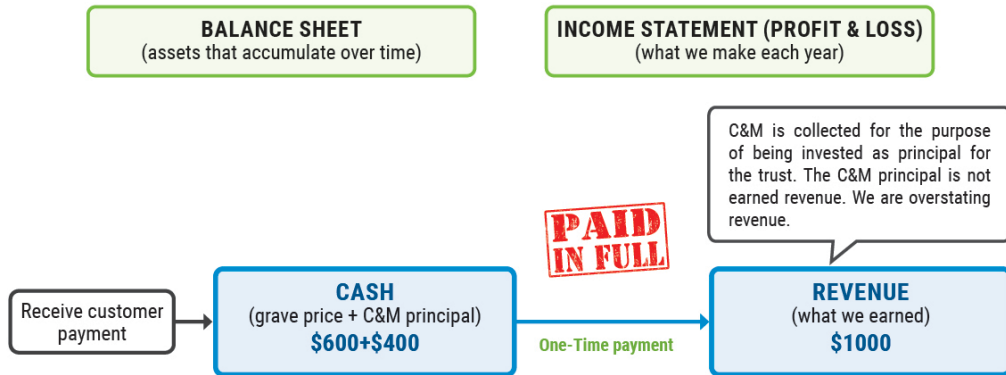 BALANCE SHEET
(assets that accumulate over time)
INCOME STATEMENT (PROFIT & LOSS)
(what we make each year)
C&M is collected for the purpose
of being invested as principal for
the trust. The C&M principal is not
earned revenue. We are overstating
revenue.
PAID
IN FULL
Receive customer
payment
CASH
(grave price + C&M principal)
$600+$400
One-Time payment
REVENUE
(what we earned)
$1000